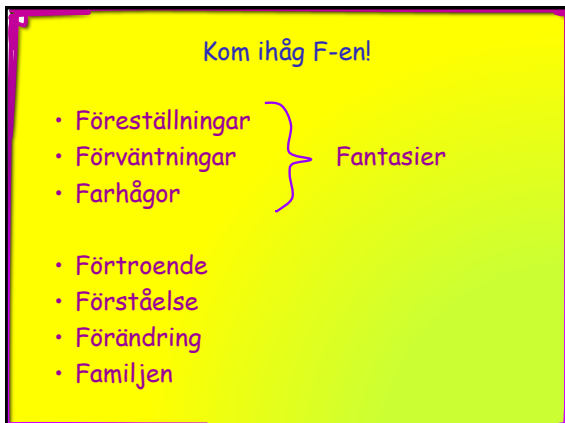 Kom ihåg F-en!
• Föreställningar
• Förväntningar
• Farhågor
Fantasier
• Förtroende
• Förståelse
• Förändring
• Familjen